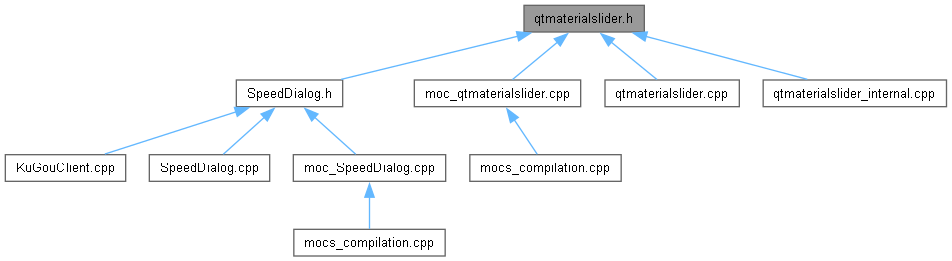 qtmaterialslider.h
SpeedDialog.h
moc_qtmaterialslider.cpp
qtmaterialslider.cpp
qtmaterialslider_internal.cpp
KuGouClient.cpp
SpeedDialog.cpp
moc_SpeedDialog.cpp
mocs_compilation.cpp
mocs_compilation.cpp